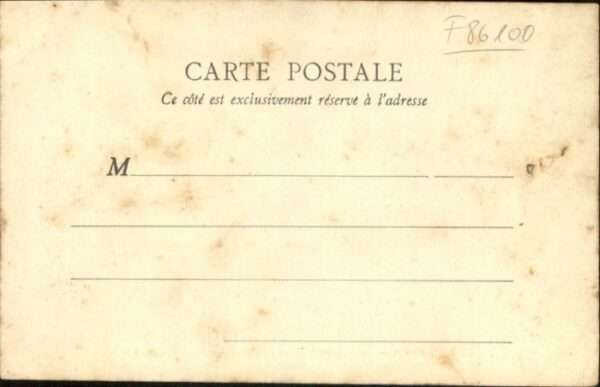 F86100
CARTE POSTALE
Ce côté est exclusivement réservé à l'adresse
M